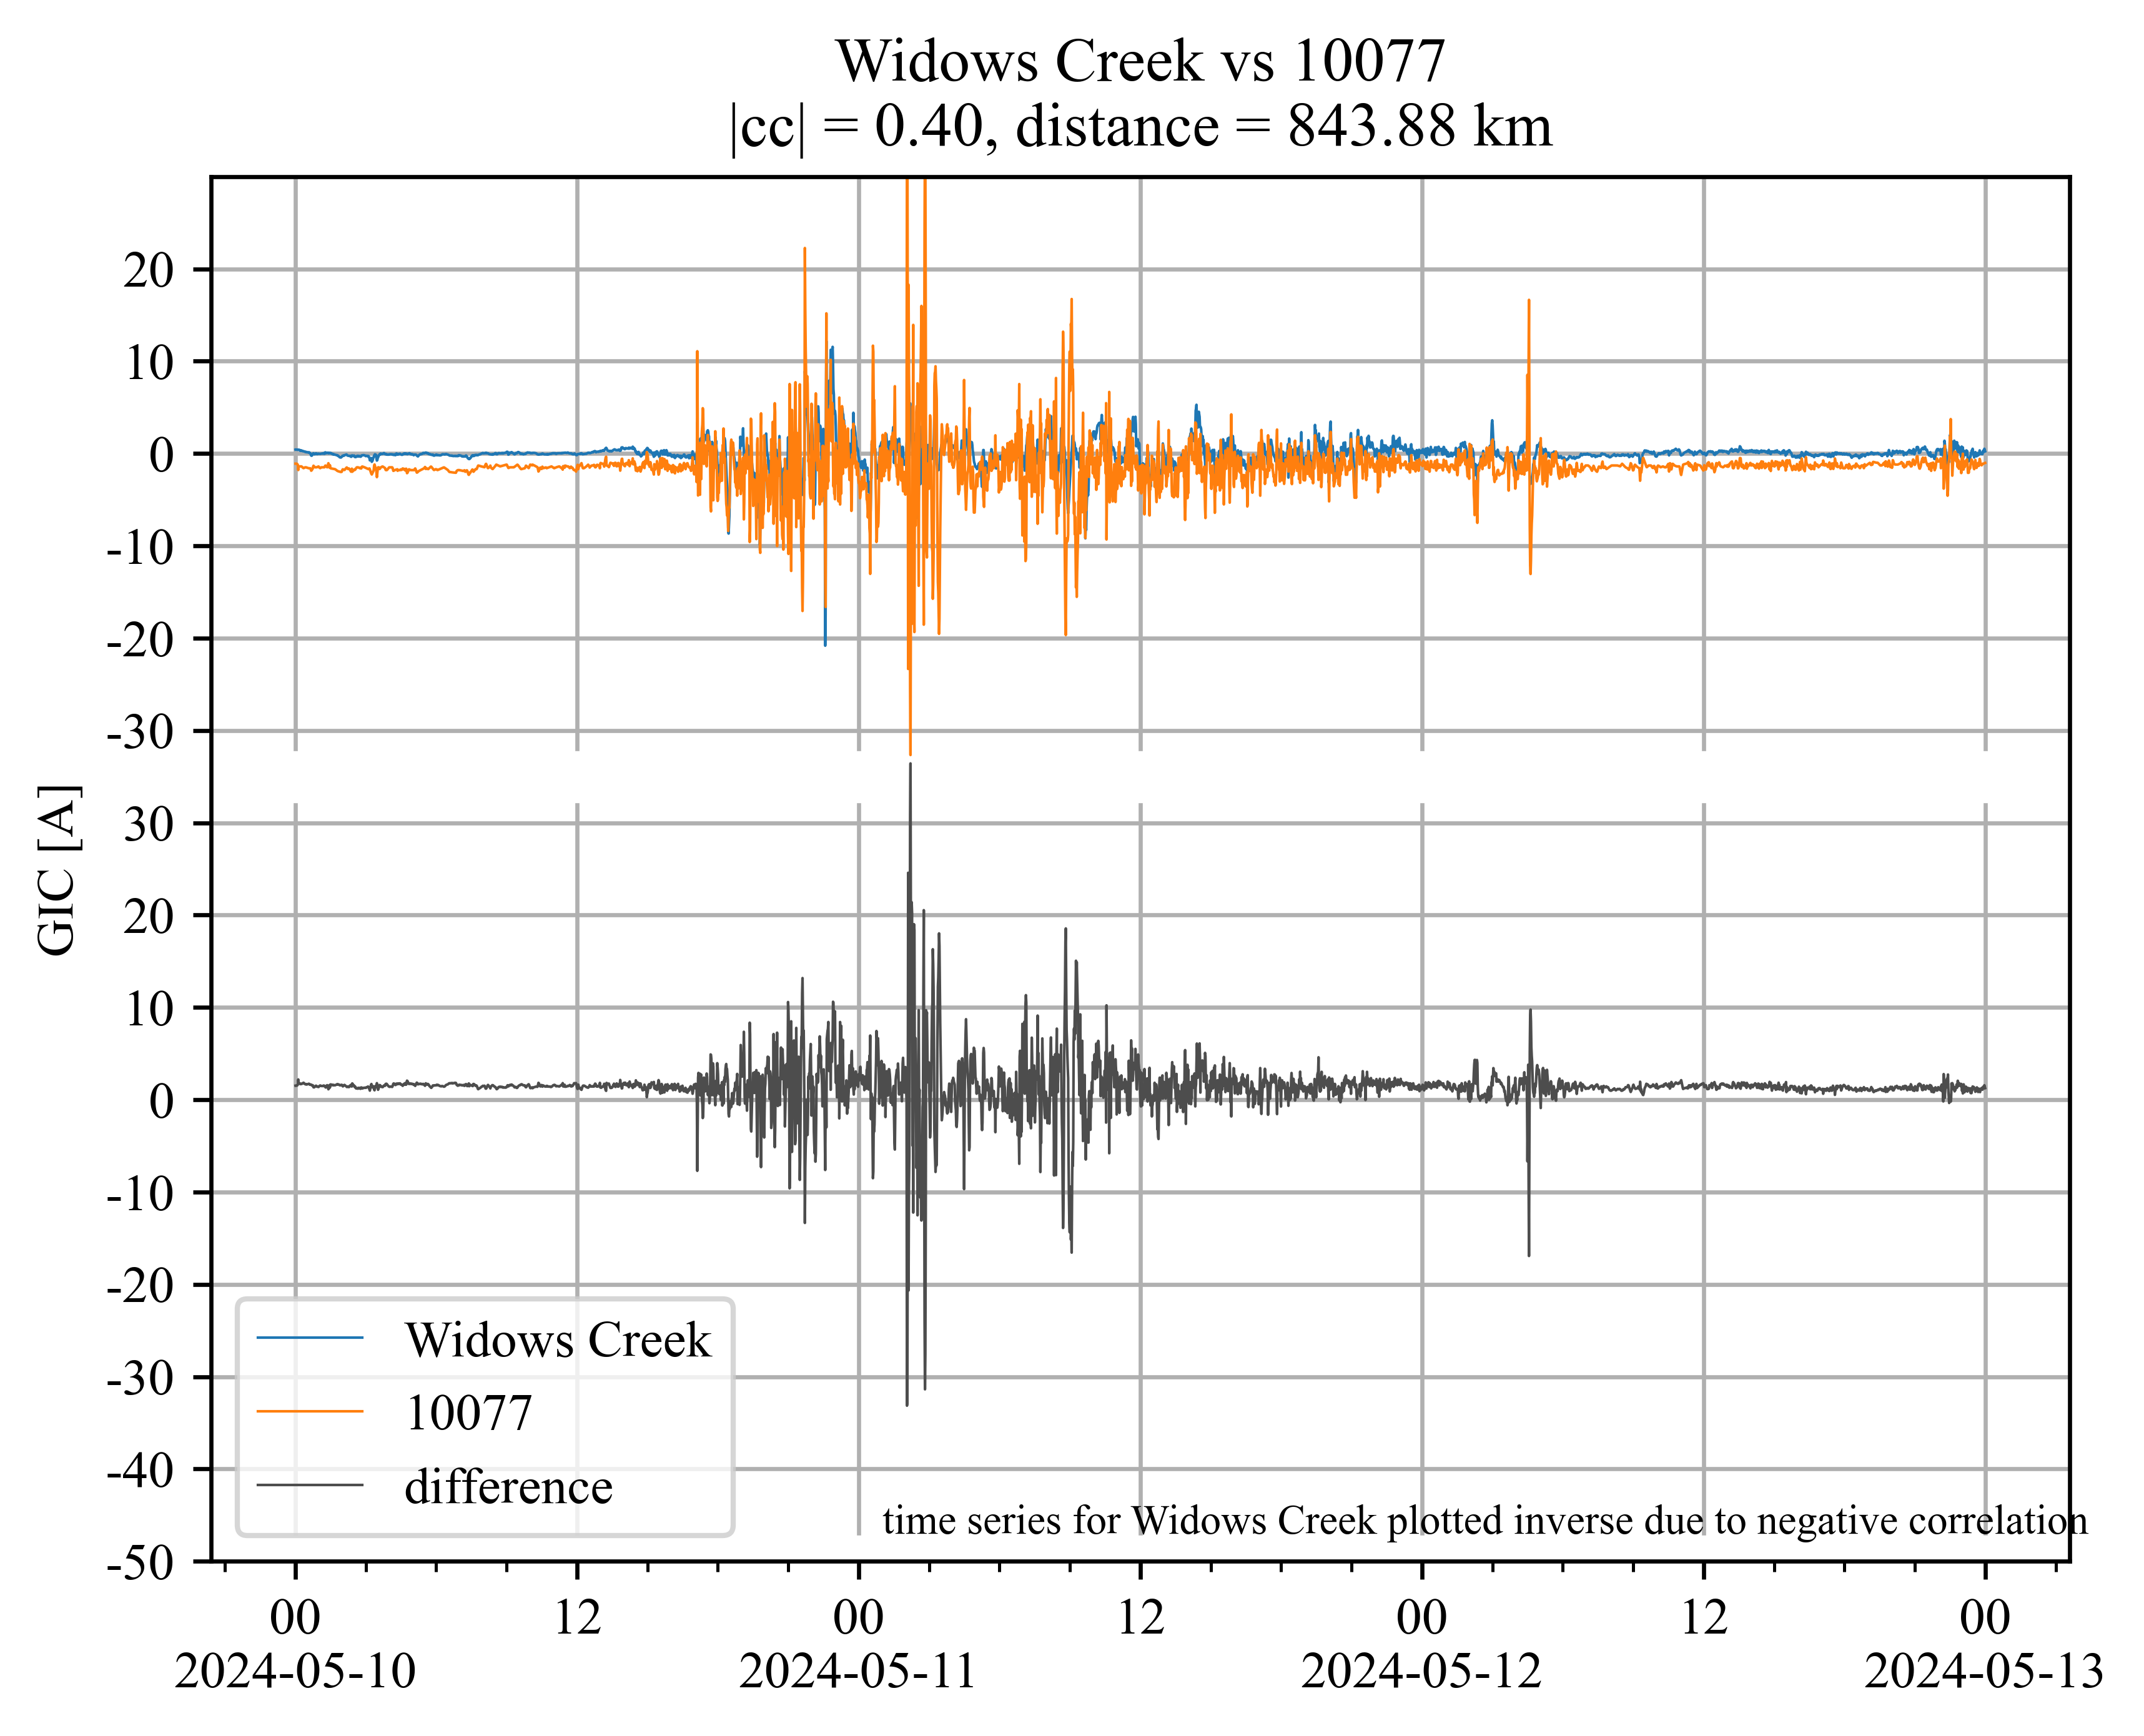 Widows Creek vs 10077
|cc| = 0.40, distance = 843.88 km
20
10
0
-10
-20
-30
30
20
10
0
-10
-20
-30
-40
-50
GIC [A]
Widows Creek
10077
difference
time series for Widows Creek plotted inverse due to negative correlation
00 12 00 12 00 12 00
2024-05-10 2024-05-11 2024-05-12 2024-05-13